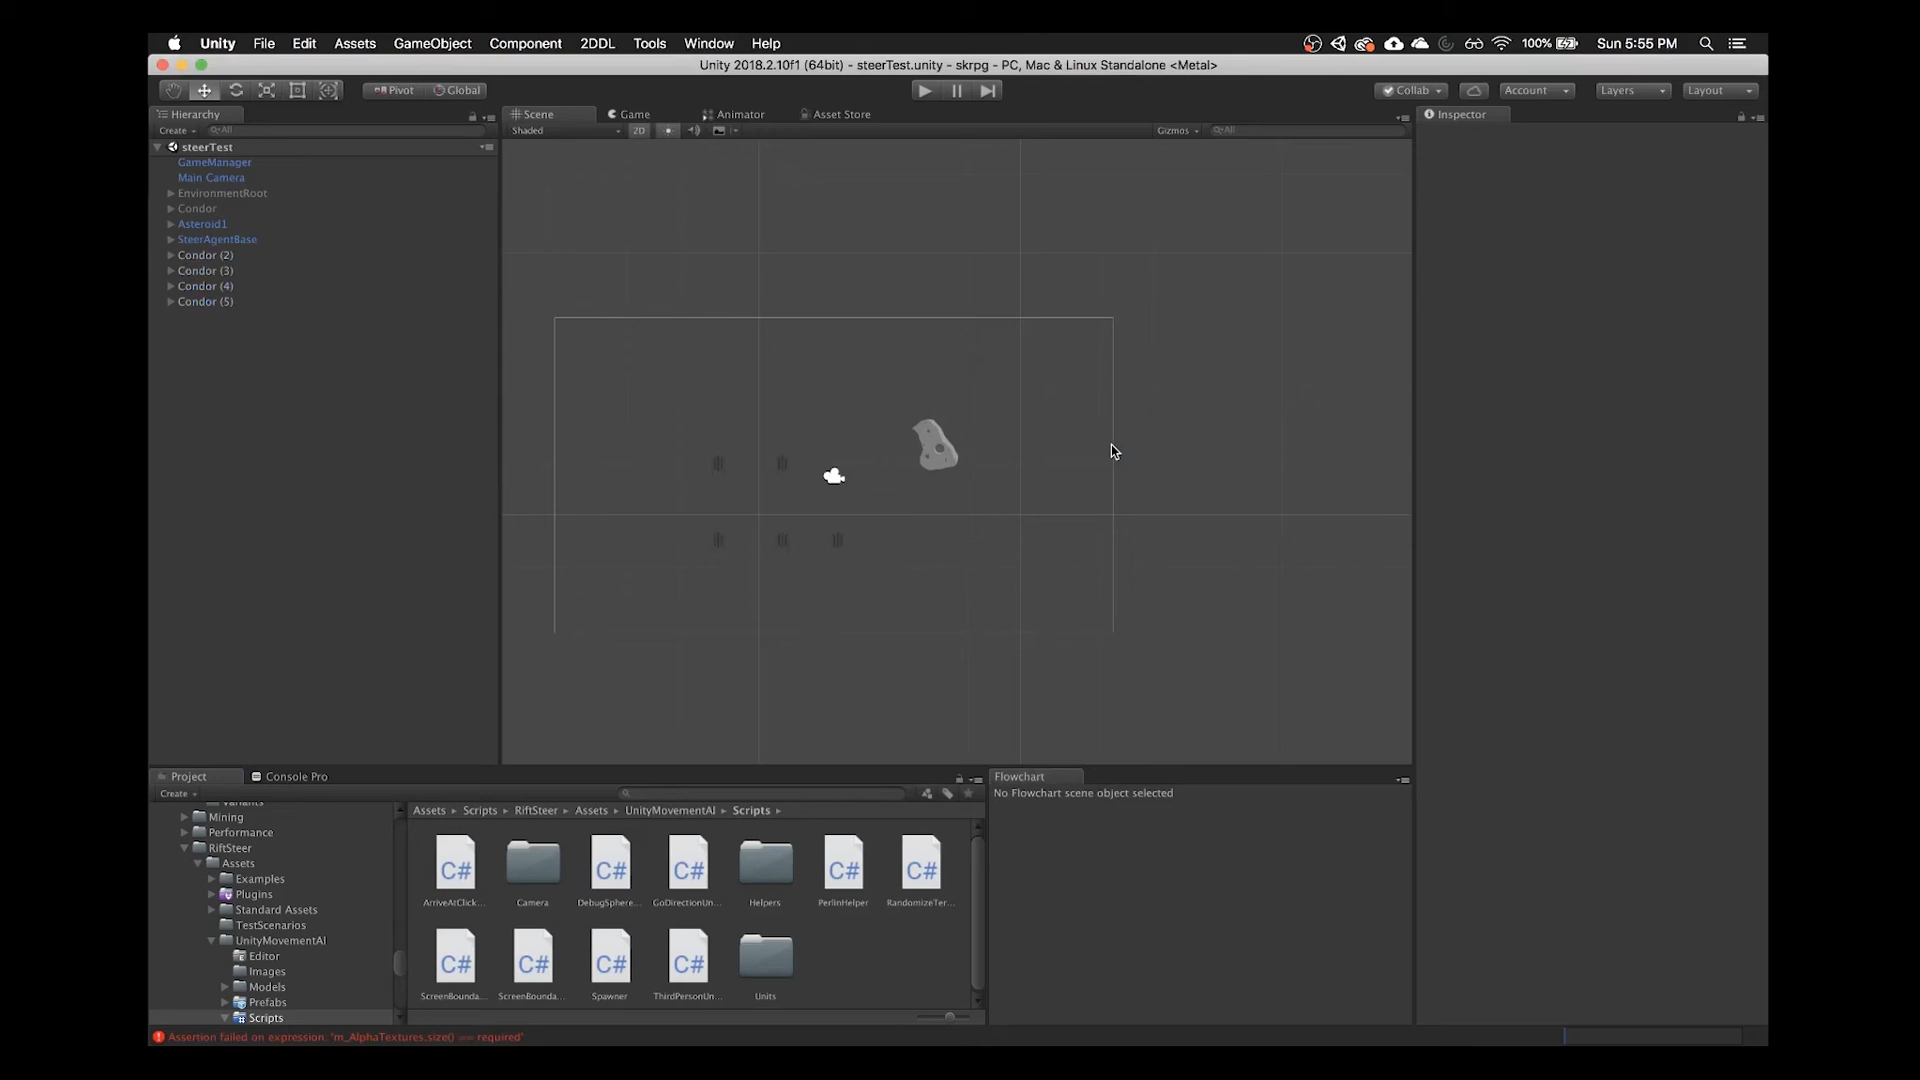 Unity File Edit Assets GameObject Component 2DDL Tools Window Help 100% Sun 5:55 PM
Unity 2018.2.10f1 (64bit) - steerTest.unity - skrpg - PC, Mac & Linux Standalone <Metal>
Pivot Global Collab Account Layers Layout
Hierarchy Scene Game Animator Asset Store Inspector
Create All Shaded 2D Gizmos All
steerTest
GameManager
Main Camera
EnvironmentRoot
Condor
Asteroid1
SteerAgentBase
Condor (2)
Condor (3)
Condor (4)
Condor (5)
Project Console Pro Flowchart
Create
No Flowchart scene object selected
Variants
Mining
Performance
RiftSteer
Assets
Examples
Plugins
Standard Assets
TestScenarios
UnityMovementAI
Editor
Images
Models
Prefabs
Scripts
Assets Scripts RiftSteer Assets UnityMovementAI Scripts
C# C# C# C# C#
ArriveAtClick... Camera DebugSphere... GoDirectionUn... Helpers PerlinHelper RandomizeTer...
C# C# C# C#
ScreenBounda... ScreenBounda... Spawner ThirdPersonUn... Units
Assertion failed on expression: 'm_AlphaTextures.size() == required'